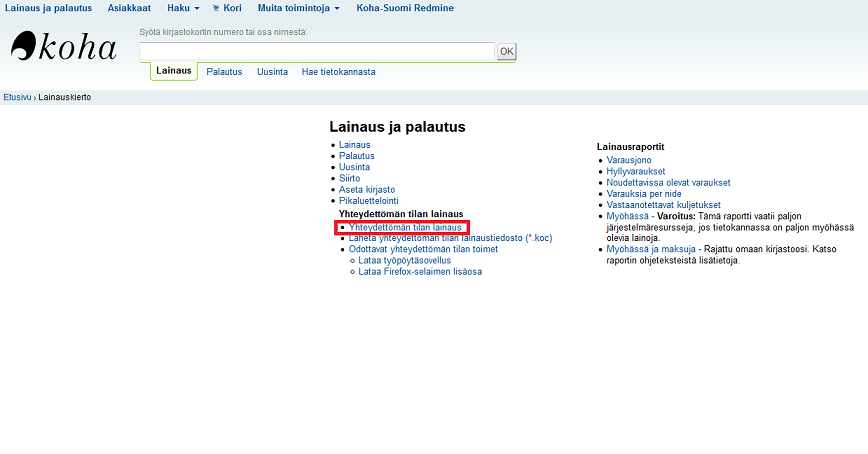 Lainaus ja palautus Asiakkaat Haku Kori Muita toimintoja Koha-Suomi Redmine
koha
Syötä kirjastokortin numero tai osa nimestä:
OK
Lainaus Palautus Uusinta Hae tietokannasta
Etusivu › Lainauskierto
Lainaus ja palautus
Lainaus
Palautus
Uusinta
Siirto
Aseta kirjasto
Pikaluettelointi
Yhteydettömän tilan lainaus
Yhteydettömän tilan lainaus
Lähetä yhteydettömän tilan lainaustiedosto (*.koc)
Odottavat yhteydettömän tilan toimet
Lataa työpöytäsovellus
Lataa Firefox-selaimen lisäosa
Lainausraportit
Varausjono
Hyllyvaraukset
Noudettavissa olevat varaukset
Varauksia per nide
Vastaanotettavat kuljetukset
Myöhässä - Varoitus: Tämä raportti vaatii paljon
järjestelmäresursseja, jos tietokannassa on paljon myöhässä
olevia lainoja.
Myöhässä ja maksuja - Rajattu omaan kirjastoosi. Katso
raportin ohjeteksteistä lisätietoja.